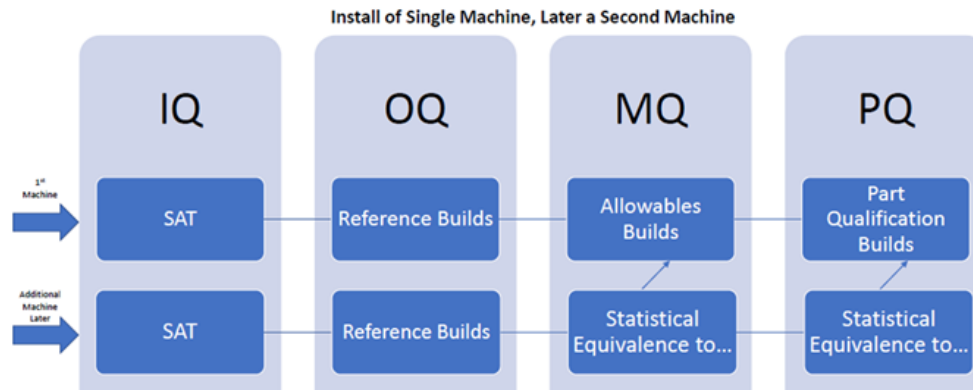 Install of Single Machine, Later a Second Machine
IQ
OQ
MQ
PQ
1st
Machine
SAT
Reference Builds
Allowables
Builds
Part
Qualification
Builds
Additional
Machine
Later
SAT
Reference Builds
Statistical
Equivalence to...
Statistical
Equivalence to...